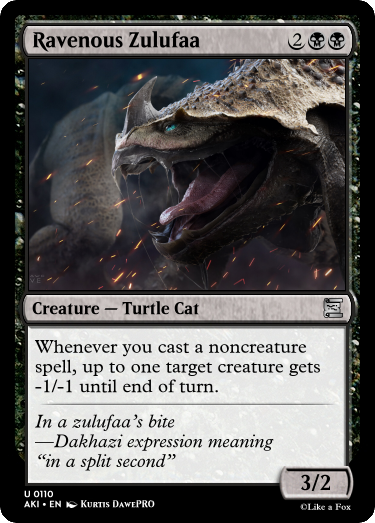 Ravenous Zulufaa 2
Creature — Turtle Cat
Whenever you cast a noncreature
spell, up to one target creature gets
-1/-1 until end of turn.
In a zulufaa's bite
—Dakhazi expression meaning
“in a split second”
3/2
U 0110
AKI • EN Kurtis DawePRO
©Like a Fox